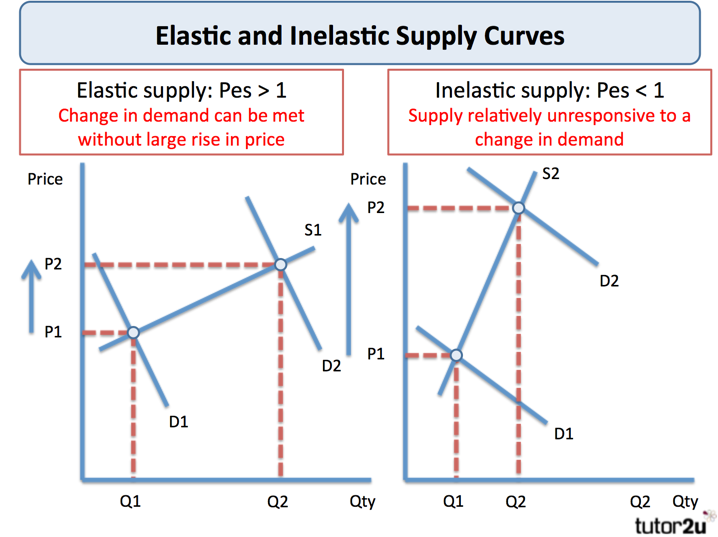 Elastic and Inelastic Supply Curves
Elastic supply: Pes > 1
Change in demand can be met
without large rise in price
Inelastic supply: Pes < 1
Supply relatively unresponsive to a
change in demand
Price
S1
P2
P1
D2
D1
Q1
Q2
Qty
Price
S2
P2
D2
P1
D1
Q1
Q2
Q2
Qty
tutor2u